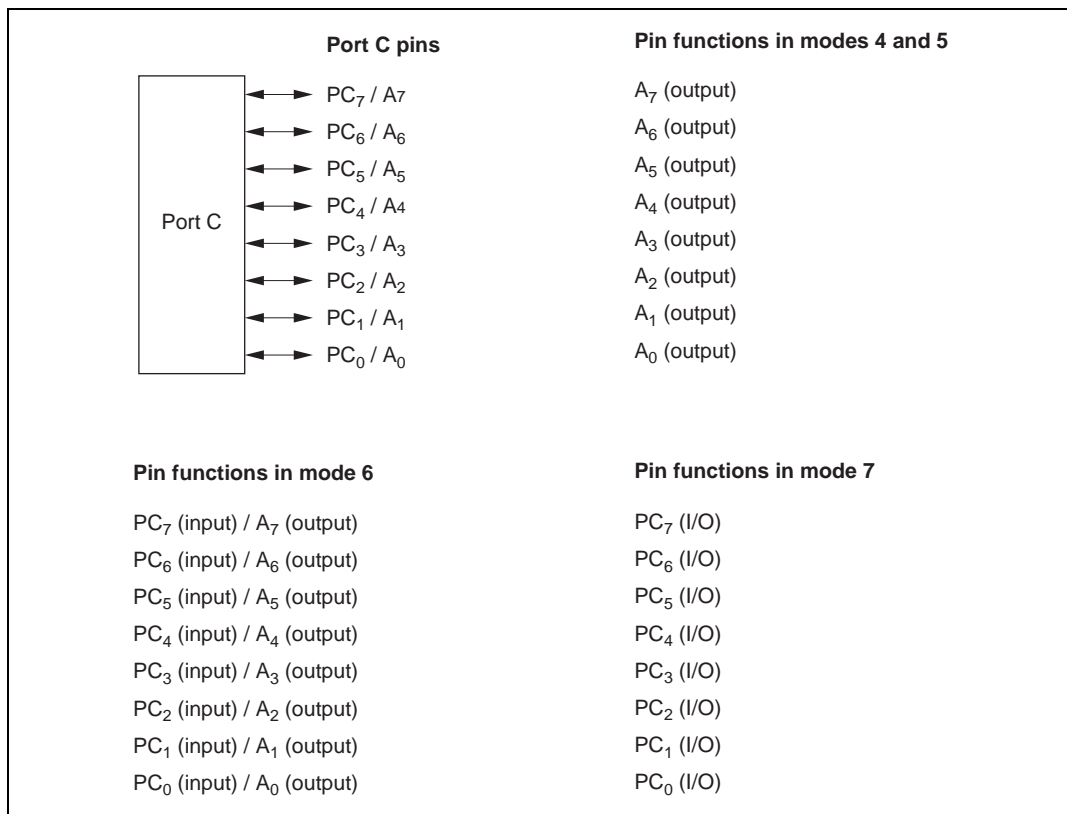 Port C pins
Port C
PC₇ / A7
PC₆ / A₆
PC₅ / A₅
PC₄ / A4
PC₃ / A₃
PC₂ / A₂
PC₁ / A₁
PC₀ / A₀
Pin functions in modes 4 and 5
A₇ (output)
A₆ (output)
A₅ (output)
A₄ (output)
A₃ (output)
A₂ (output)
A₁ (output)
A₀ (output)
Pin functions in mode 6
PC₇ (input) / A₇ (output)
PC₆ (input) / A₆ (output)
PC₅ (input) / A₅ (output)
PC₄ (input) / A₄ (output)
PC₃ (input) / A₃ (output)
PC₂ (input) / A₂ (output)
PC₁ (input) / A₁ (output)
PC₀ (input) / A₀ (output)
Pin functions in mode 7
PC₇ (I/O)
PC₆ (I/O)
PC₅ (I/O)
PC₄ (I/O)
PC₃ (I/O)
PC₂ (I/O)
PC₁ (I/O)
PC₀ (I/O)